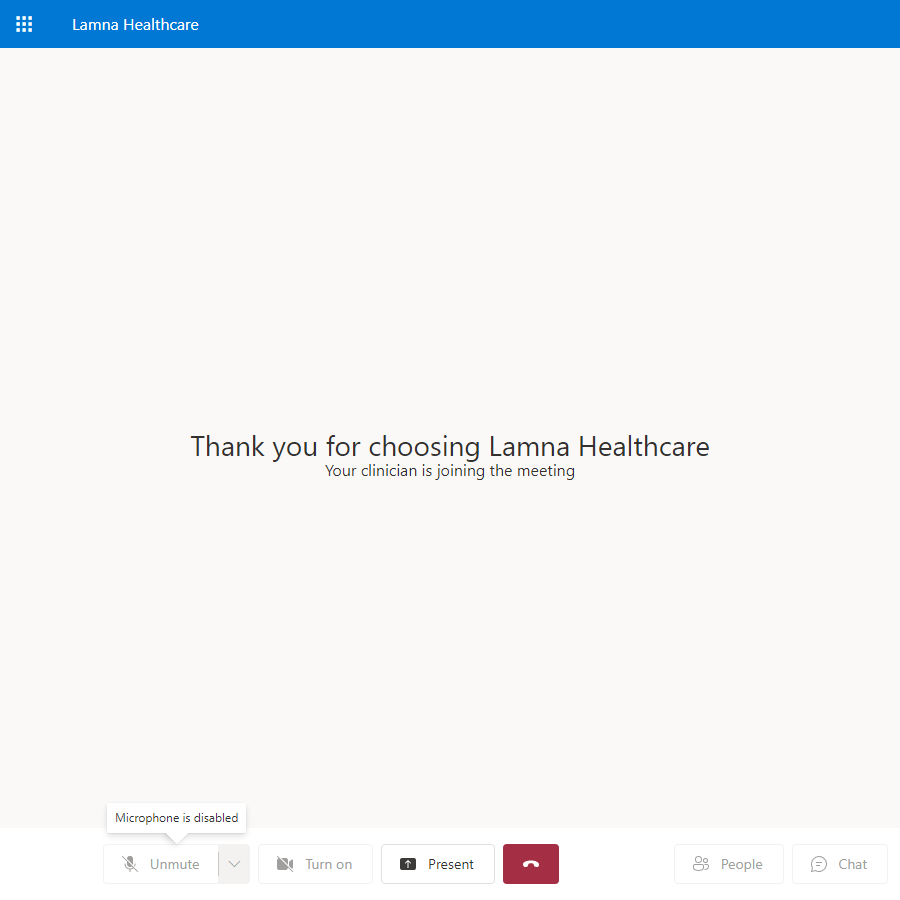 Lamna Healthcare
Thank you for choosing Lamna Healthcare
Your clinician is joining the meeting
Microphone is disabled
Unmute Turn on Present People Chat